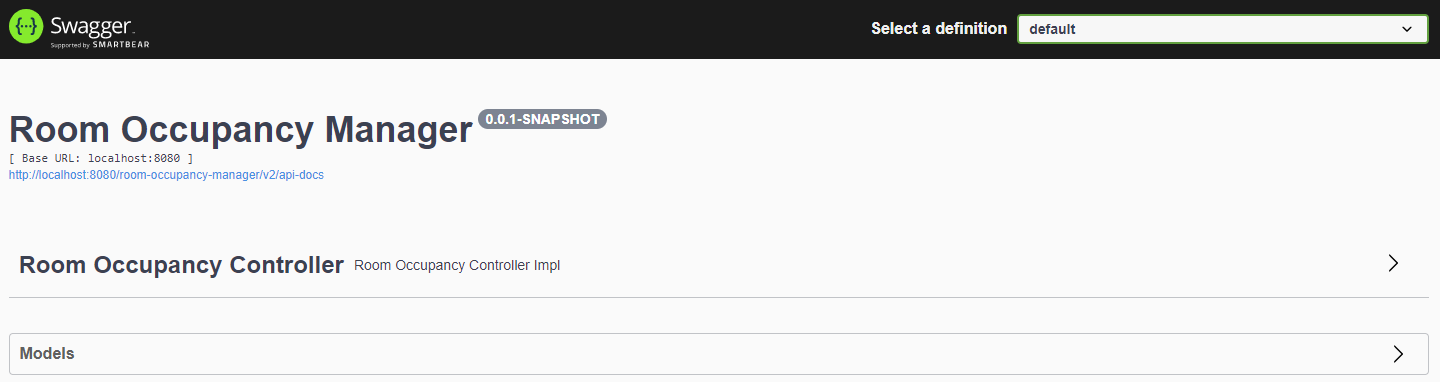 Swagger
Supported by SMARTBEAR
Select a definition
default
Room Occupancy Manager 0.0.1-SNAPSHOT
[ Base URL: localhost:8080 ]
http://localhost:8080/room-occupancy-manager/v2/api-docs
Room Occupancy Controller Room Occupancy Controller Impl
Models